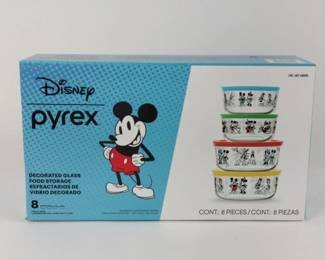 Disney
pyrex
DECORATED GLASS
FOOD STORAGE
REFRACTARIOS DE
VIDRIO DECORADO
8
CONT.: 8 PIECES/CONT.: 8 PIEZAS